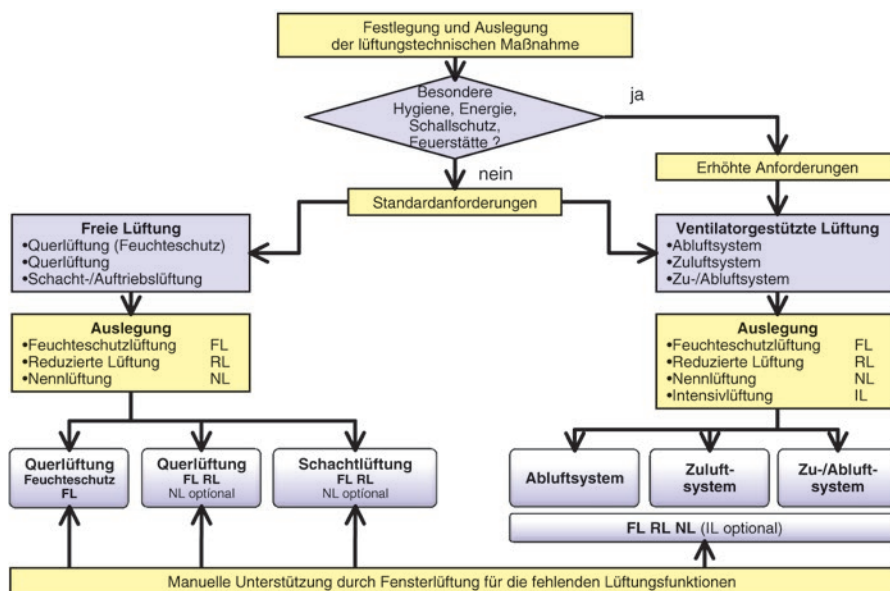 Festlegung und Auslegung
der lüftungstechnischen Maßnahme
Besondere
Hygiene, Energie,
Schallschutz,
Feuerstätte ?
ja
nein
Erhöhte Anforderungen
Standardanforderungen
Freie Lüftung
•Querlüftung (Feuchteschutz)
•Querlüftung
•Schacht-/Auftriebslüftung
Ventilatorgestützte Lüftung
•Abluftsystem
•Zuluftsystem
•Zu-/Abluftsystem
Auslegung
•Feuchteschutzlüftung FL
•Reduzierte Lüftung RL
•Nennlüftung NL
Auslegung
•Feuchteschutzlüftung FL
•Reduzierte Lüftung RL
•Nennlüftung NL
•Intensivlüftung IL
Querlüftung
Feuchteschutz
FL
Querlüftung
FL RL
NL optional
Schachtlüftung
FL RL
NL optional
Abluftsystem
Zuluft-
system
Zu-/Abluft-
system
FL RL NL (IL optional)
Manuelle Unterstützung durch Fensterlüftung für die fehlenden Lüftungsfunktionen